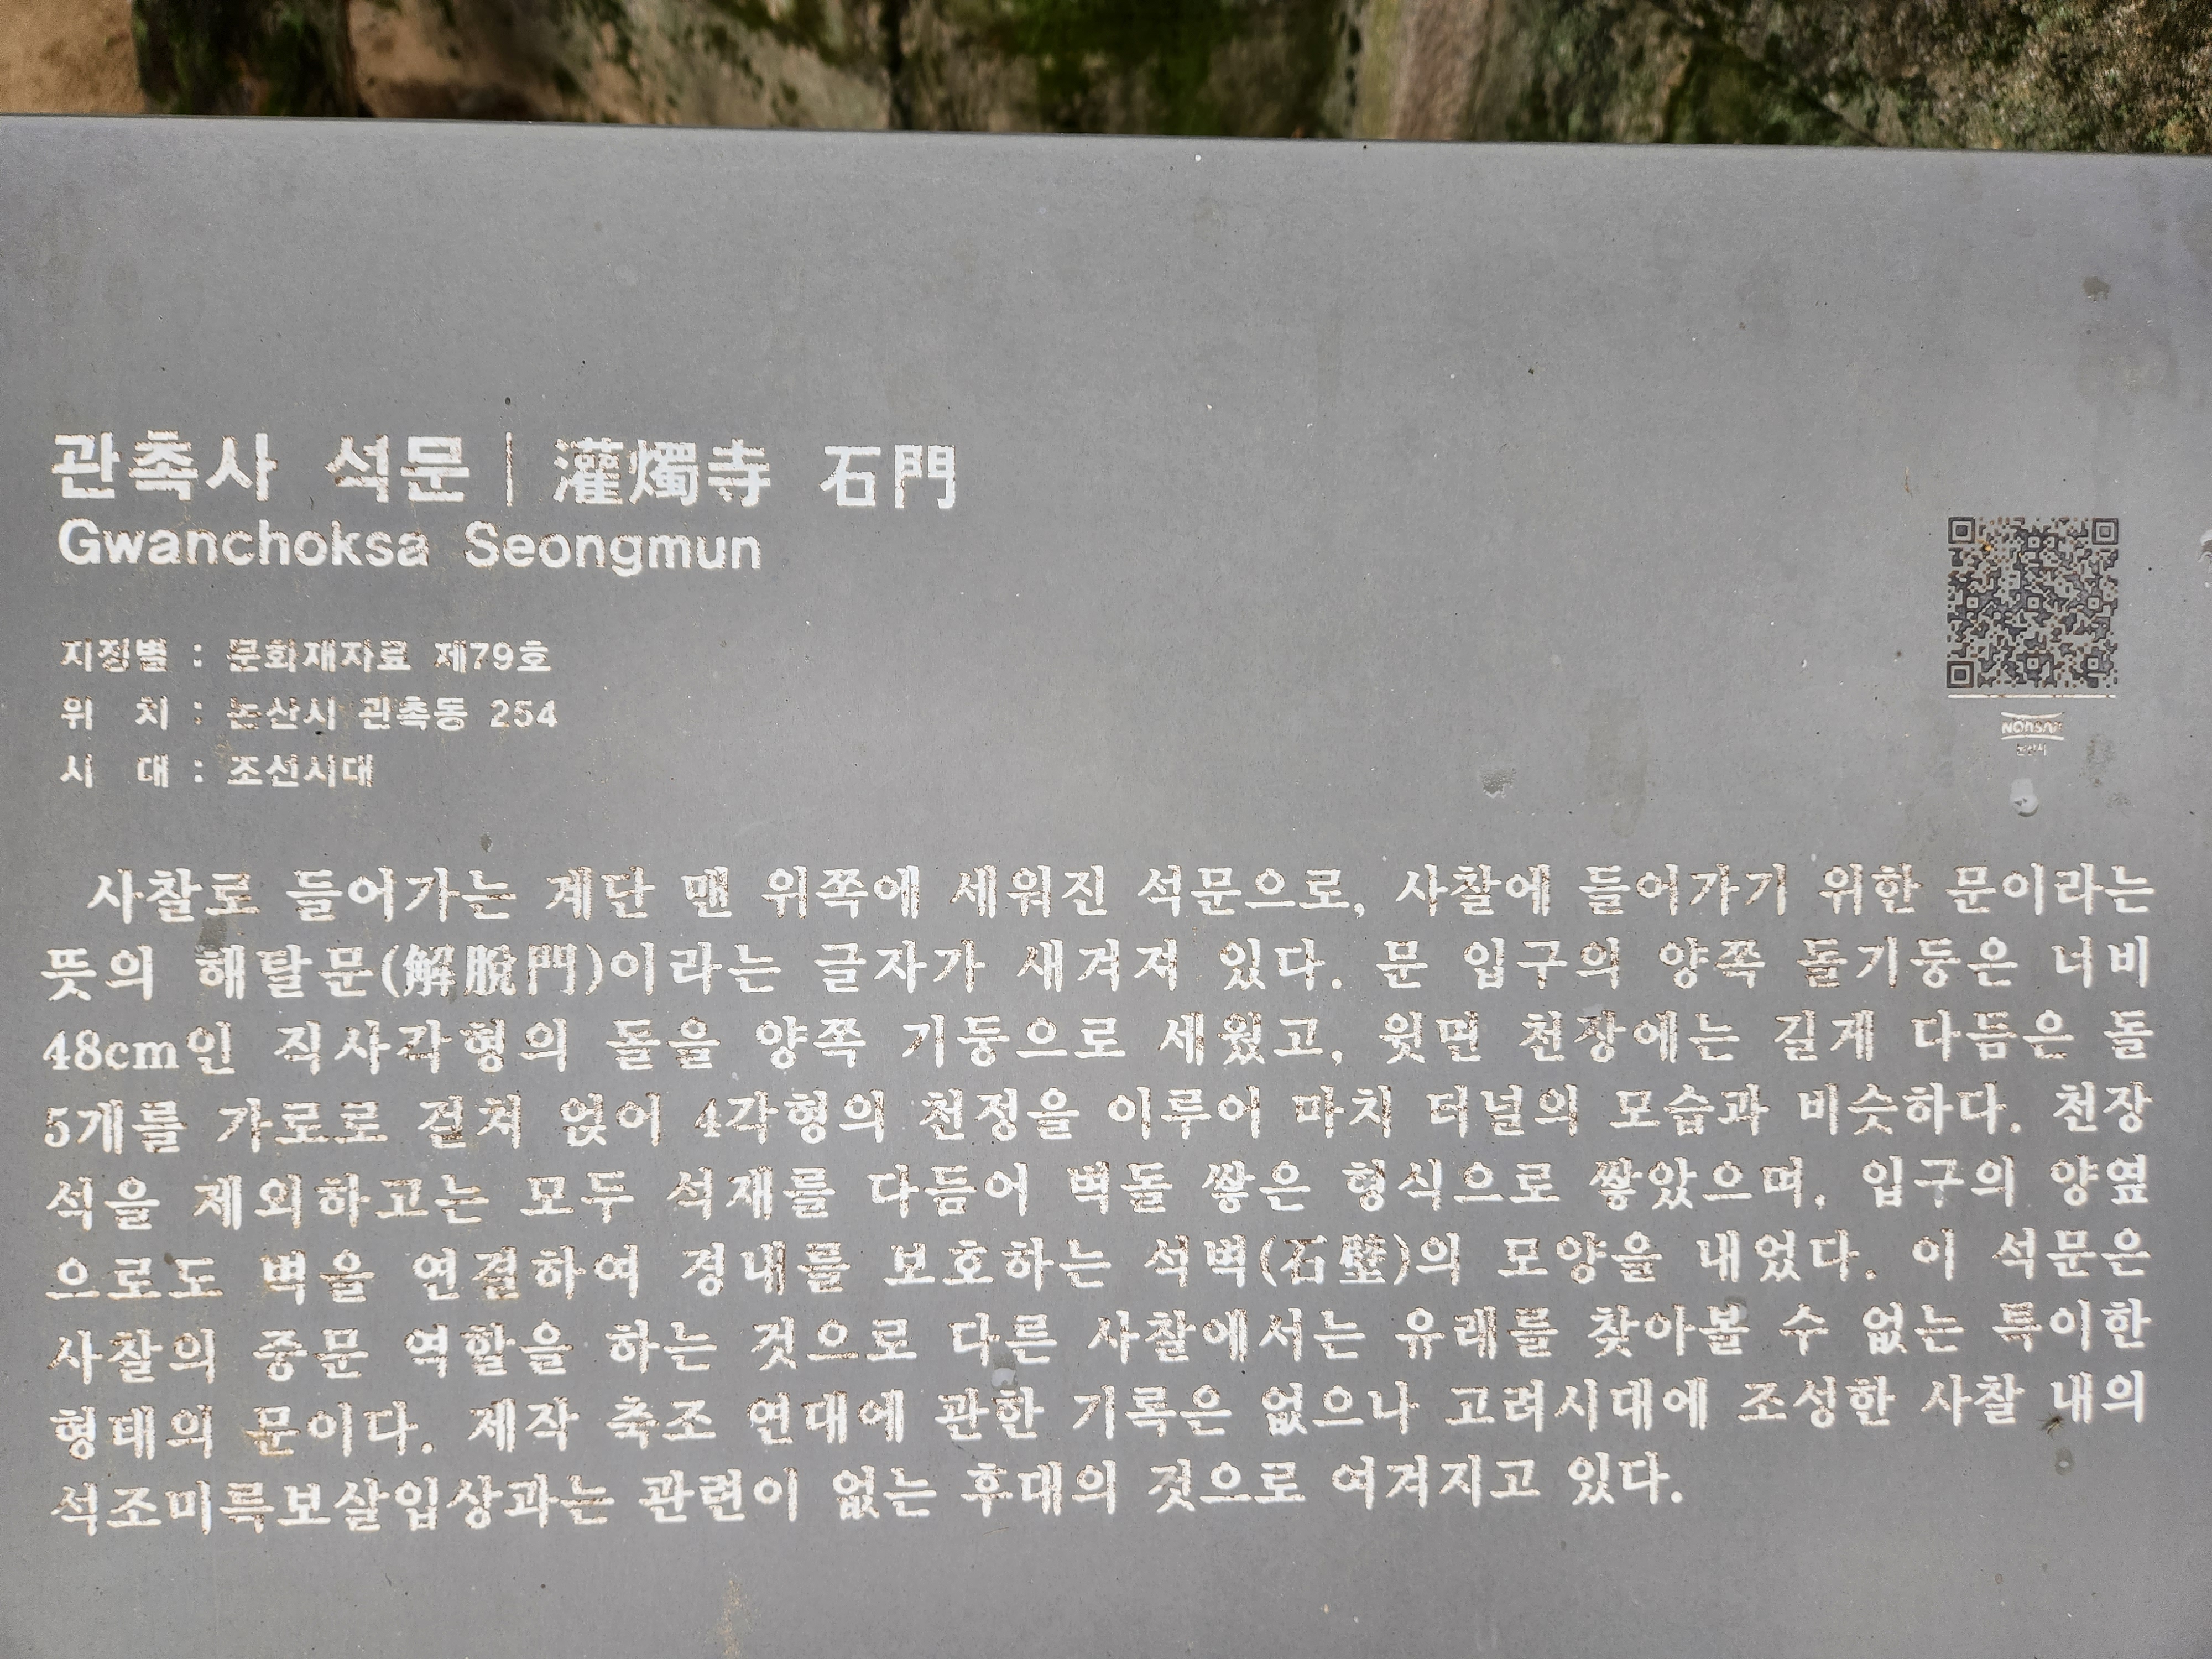 관촉사 석문 | 灌燭寺 石門
Gwanchoksa Seongmun
지정별 : 문화재자료 제79호
위 치 : 논산시 관촉동 254
시 대 : 조선시대
NONSAN
논산시
사찰로 들어가는 계단 맨 위쪽에 세워진 석문으로, 사찰에 들어가기 위한 문이라는
뜻의 해탈문(解脫門)이라는 글자가 새겨져 있다. 문 입구의 양쪽 돌기둥은 너비
48cm인 직사각형의 돌을 양쪽 기둥으로 세웠고, 윗면 천장에는 길게 다듬은 돌
5개를 가로로 걸쳐 얹어 4각형의 천정을 이루어 마치 터널의 모습과 비슷하다. 천장
석을 제외하고는 모두 석재를 다듬어 벽돌 쌓은 형식으로 쌓았으며, 입구의 양옆
으로도 벽을 연결하여 경내를 보호하는 석벽(石壁)의 모양을 내었다. 이 석문은
사찰의 중문 역할을 하는 것으로 다른 사찰에서는 유래를 찾아볼 수 없는 특이한
형태의 문이다. 제작 축조 연대에 관한 기록은 없으나 고려시대에 조성한 사찰 내의
석조미륵보살입상과는 관련이 없는 후대의 것으로 여겨지고 있다.